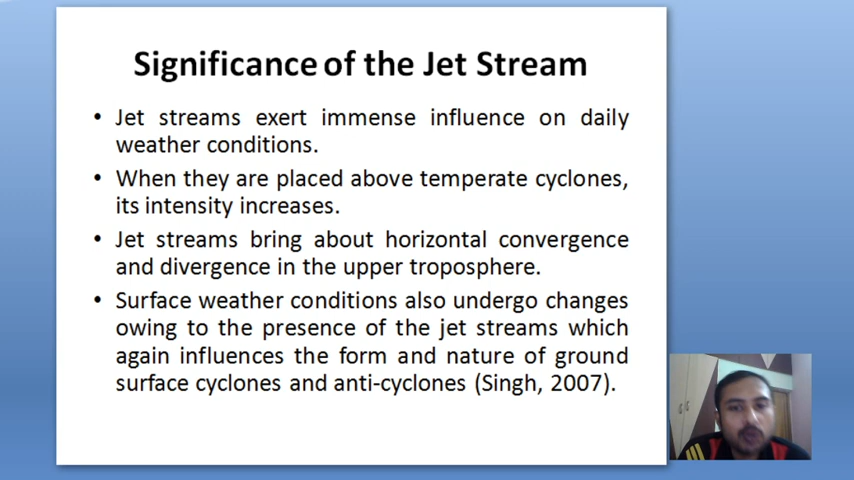 Significance of the Jet Stream
• Jet streams exert immense influence on daily
weather conditions.
• When they are placed above temperate cyclones,
its intensity increases.
• Jet streams bring about horizontal convergence
and divergence in the upper troposphere.
• Surface weather conditions also undergo changes
owing to the presence of the jet streams which
again influences the form and nature of ground
surface cyclones and anti-cyclones (Singh, 2007).